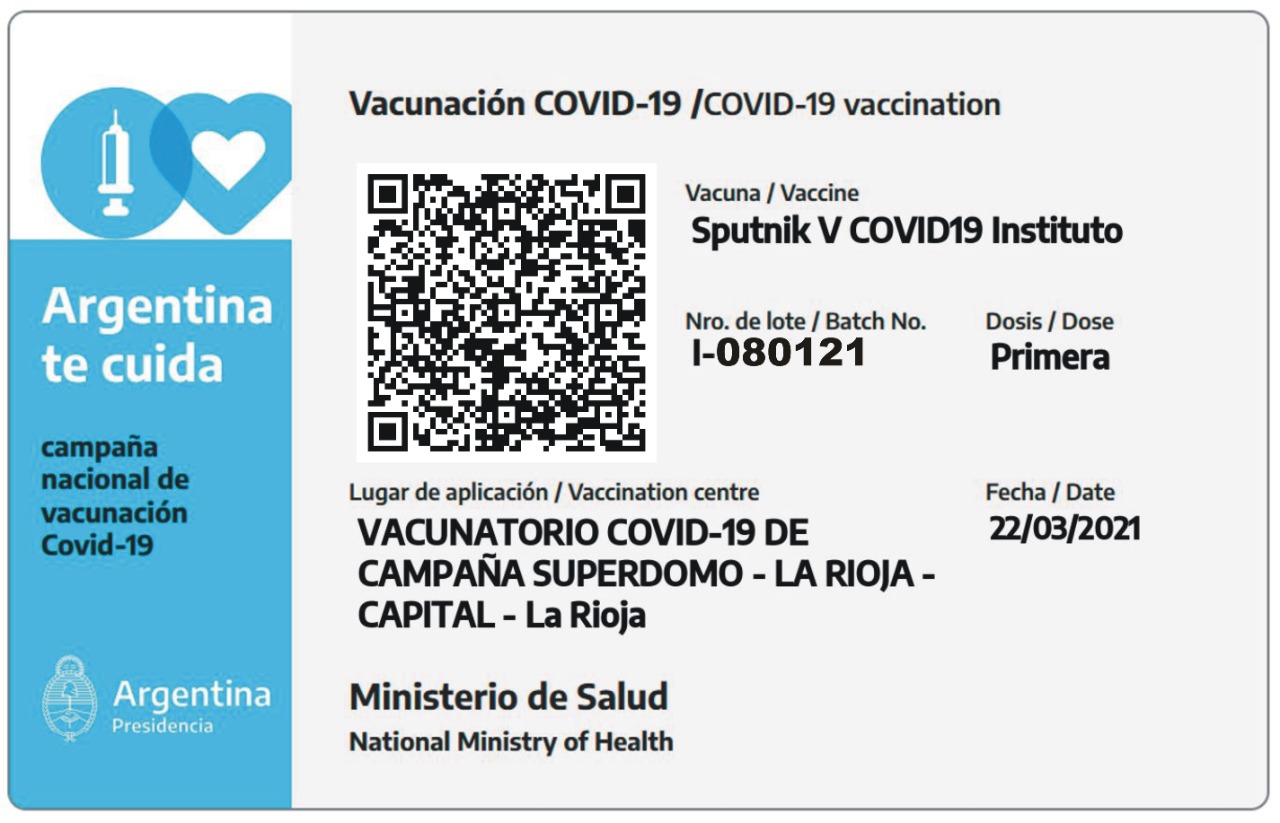 Vacunación COVID-19 /COVID-19 vaccination
Vacuna / Vaccine
Sputnik V COVID19 Instituto
Nro. de lote / Batch No.
I-080121
Dosis / Dose
Primera
Lugar de aplicación / Vaccination centre
VACUNATORIO COVID-19 DE
CAMPAÑA SUPERDOMO - LA RIOJA -
CAPITAL - La Rioja
Fecha / Date
22/03/2021
Ministerio de Salud
National Ministry of Health
Argentina
te cuida
campaña
nacional de
vacunación
Covid-19
Argentina
Presidencia